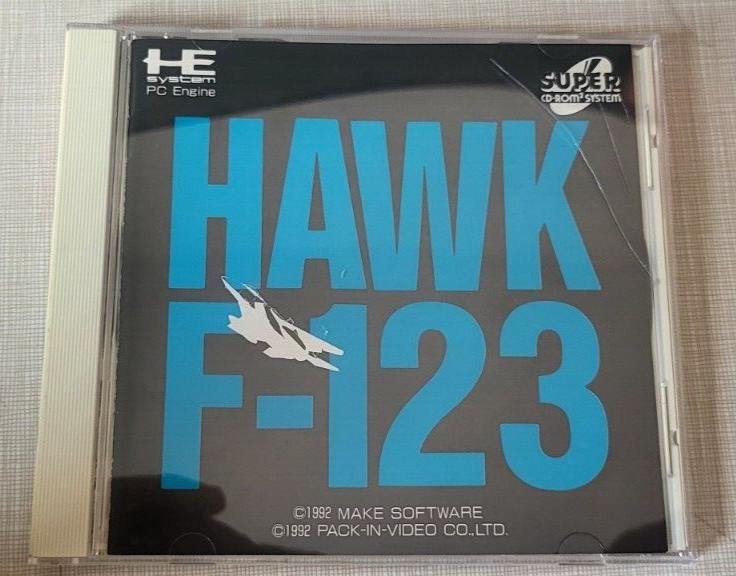 HE
system
PC Engine
SUPER
CD-ROM² SYSTEM
HAWK
F-123
©1992 MAKE SOFTWARE
©1992 PACK-IN-VIDEO CO.,LTD.